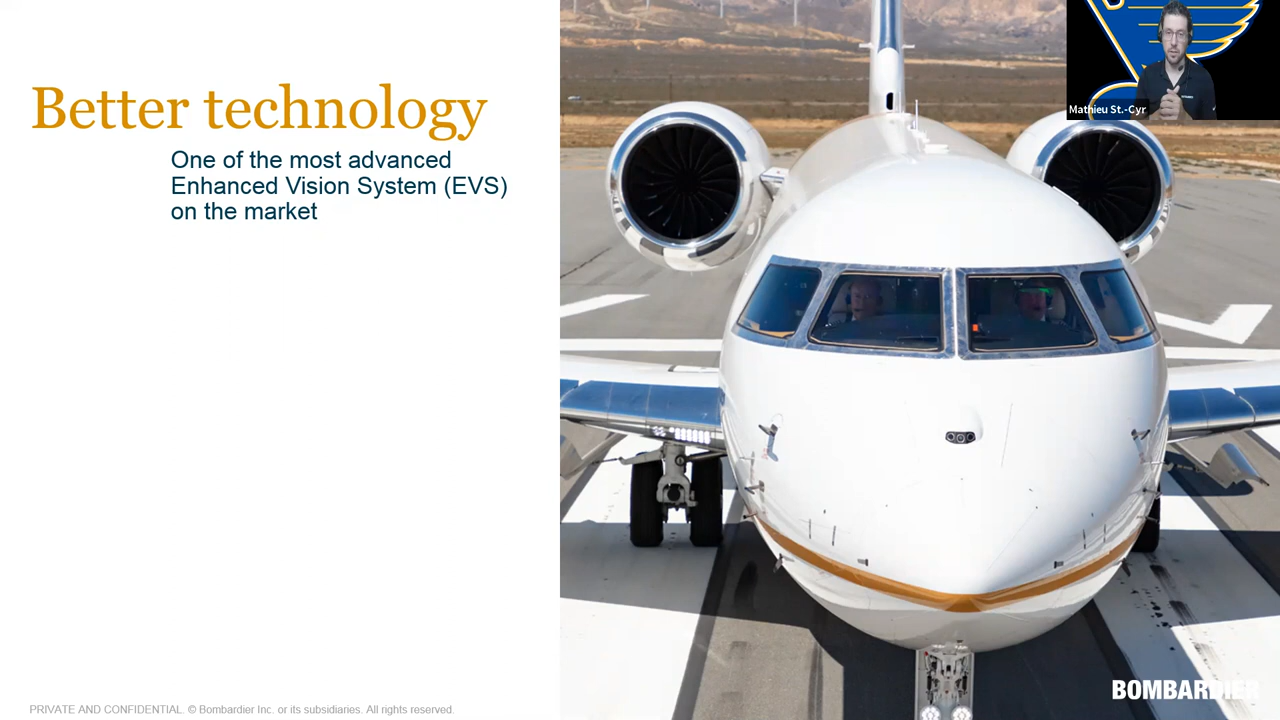 Better technology
One of the most advanced
Enhanced Vision System (EVS)
on the market
Mathieu St.-Cyr
BOMBARDIER
PRIVATE AND CONFIDENTIAL. © Bombardier Inc. or its subsidiaries. All rights reserved.